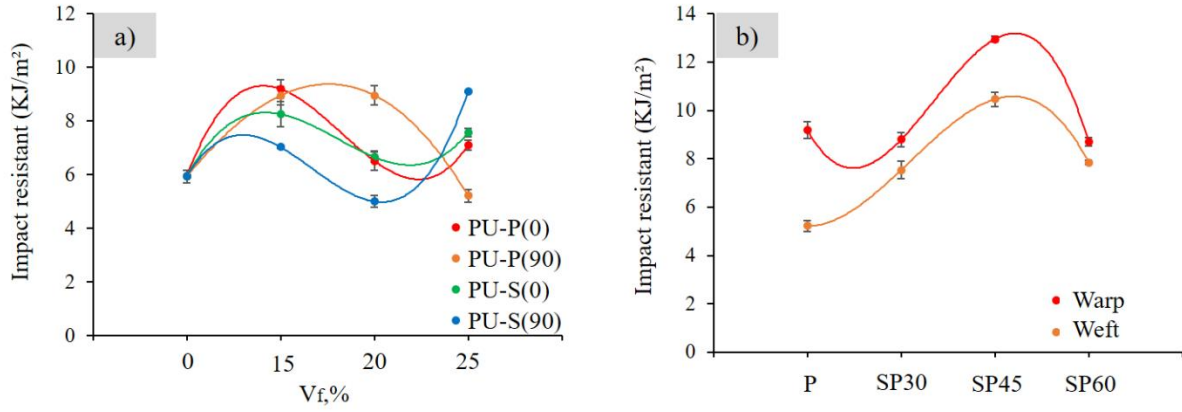 a)
Impact resistant (KJ/m²)
12
10
8
6
4
2
0
0 15 20 25
Vf,%
PU-P(0)
PU-P(90)
PU-S(0)
PU-S(90)
b)
Impact resistant (KJ/m²)
14
12
10
8
6
4
2
0
P SP30 SP45 SP60
Warp
Weft